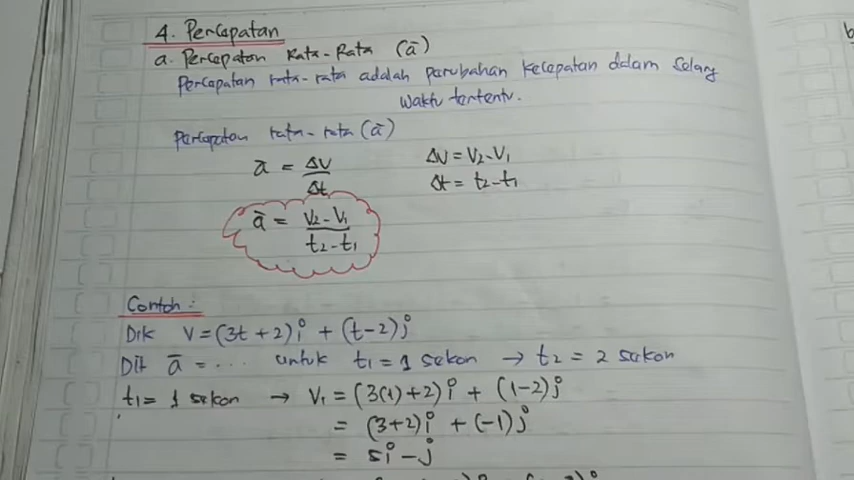 4. Percepatan
a. Percepatan Rata-Rata (ā)
Percepatan rata-rata adalah perubahan kecepatan dalam selang
waktu tertentu.
Percepatan rata-rata (ā)
ā = Δv/Δt
Δv = v₂-v₁
Δt = t₂-t₁
ā = v₂-v₁/t₂-t₁
Contoh :
Dik v = (3t+2)i + (t-2)j
Dit ā = ... untuk t₁ = 1 sekon → t₂ = 2 sekon
t₁ = 1 sekon → v₁ = (3(1)+2)i + (1-2)j
= (3+2)i + (-1)j
= 5i - j